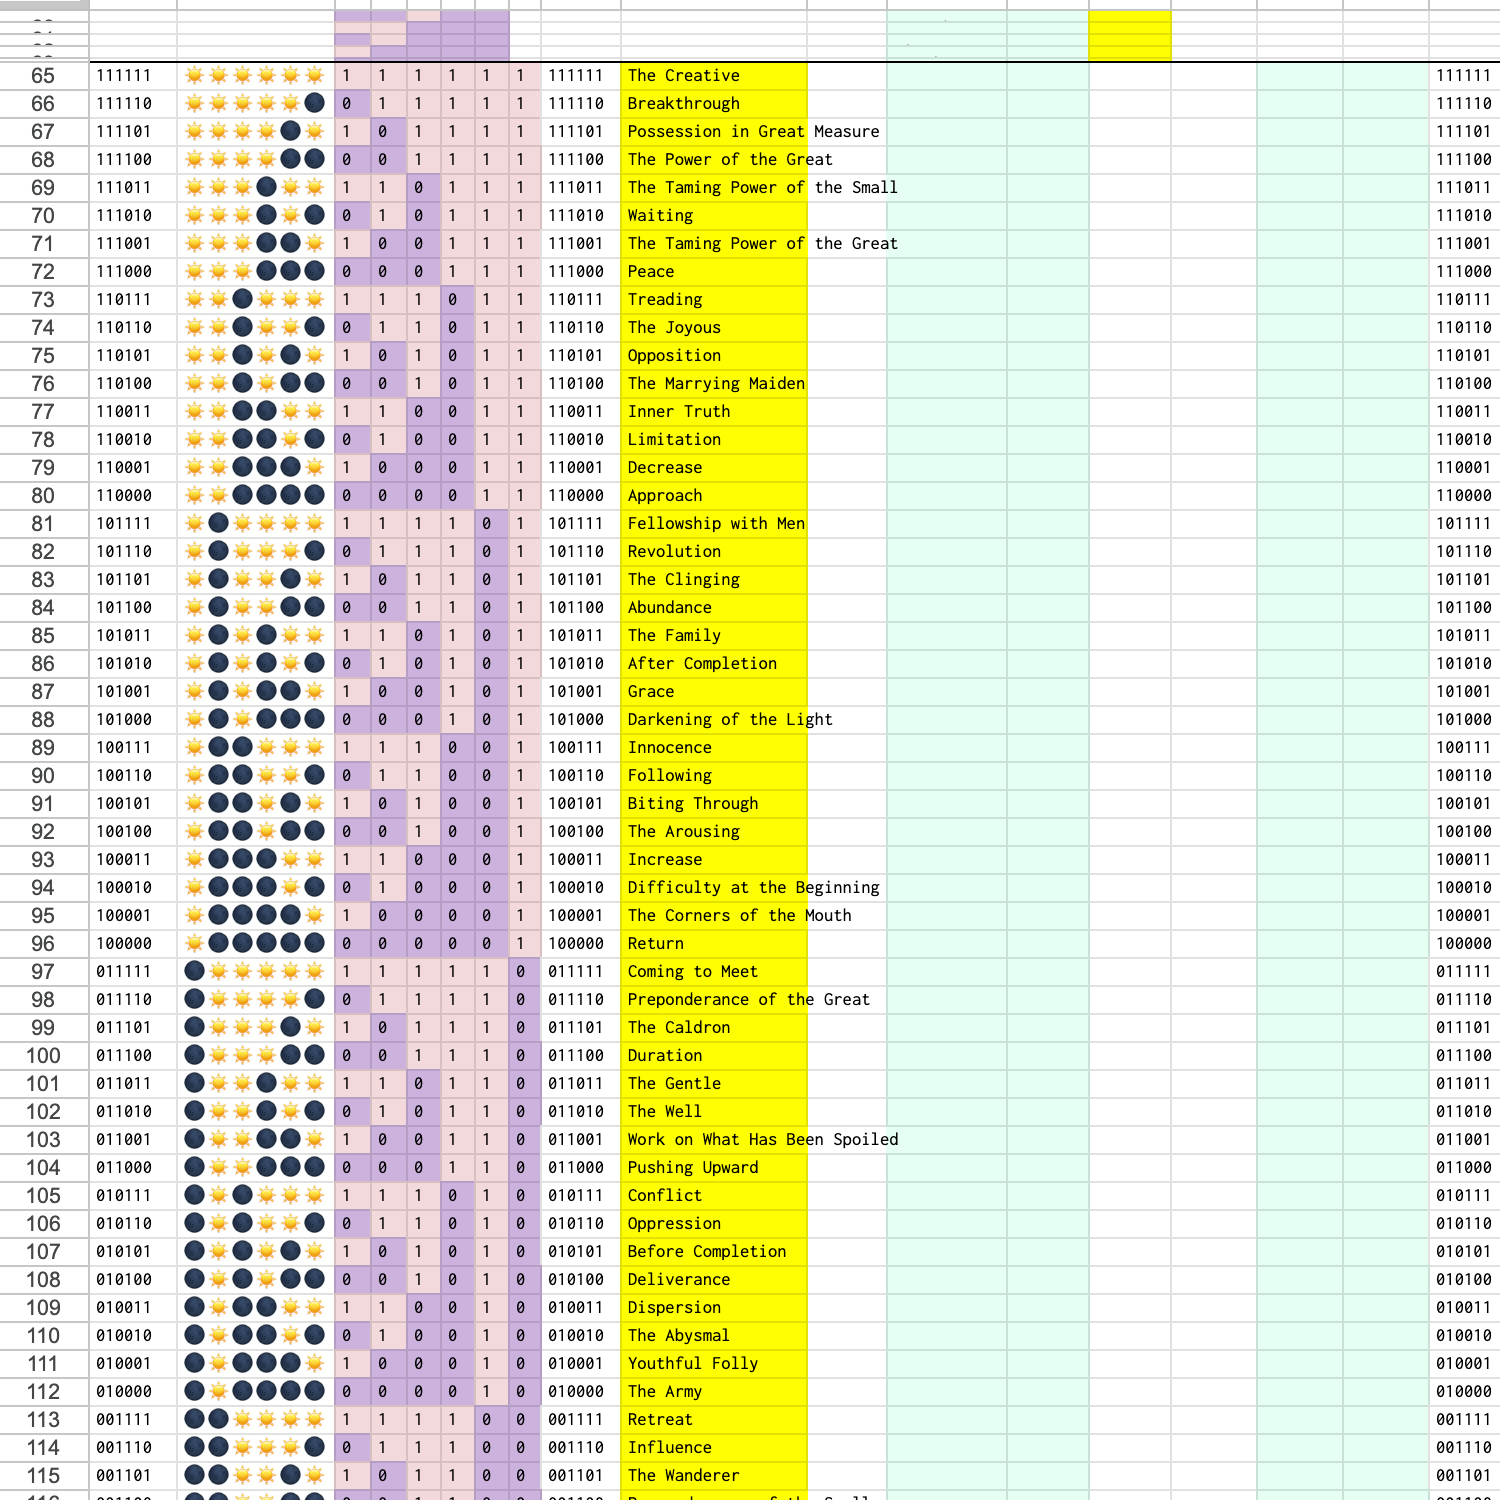 65 111111 1 1 1 1 1 1 111111 The Creative 111111
66 111110 0 1 1 1 1 1 111110 Breakthrough 111110
67 111101 1 0 1 1 1 1 111101 Possession in Great Measure 111101
68 111100 0 0 1 1 1 1 111100 The Power of the Great 111100
69 111011 1 1 0 1 1 1 111011 The Taming Power of the Small 111011
70 111010 0 1 0 1 1 1 111010 Waiting 111010
71 111001 1 0 0 1 1 1 111001 The Taming Power of the Great 111001
72 111000 0 0 0 1 1 1 111000 Peace 111000
73 110111 1 1 1 0 1 1 110111 Treading 110111
74 110110 0 1 1 0 1 1 110110 The Joyous 110110
75 110101 1 0 1 0 1 1 110101 Opposition 110101
76 110100 0 0 1 0 1 1 110100 The Marrying Maiden 110100
77 110011 1 1 0 0 1 1 110011 Inner Truth 110011
78 110010 0 1 0 0 1 1 110010 Limitation 110010
79 110001 1 0 0 0 1 1 110001 Decrease 110001
80 110000 0 0 0 0 1 1 110000 Approach 110000
81 101111 1 1 1 1 0 1 101111 Fellowship with Men 101111
82 101110 0 1 1 1 0 1 101110 Revolution 101110
83 101101 1 0 1 1 0 1 101101 The Clinging 101101
84 101100 0 0 1 1 0 1 101100 Abundance 101100
85 101011 1 1 0 1 0 1 101011 The Family 101011
86 101010 0 1 0 1 0 1 101010 After Completion 101010
87 101001 1 0 0 1 0 1 101001 Grace 101001
88 101000 0 0 0 1 0 1 101000 Darkening of the Light 101000
89 100111 1 1 1 0 0 1 100111 Innocence 100111
90 100110 0 1 1 0 0 1 100110 Following 100110
91 100101 1 0 1 0 0 1 100101 Biting Through 100101
92 100100 0 0 1 0 0 1 100100 The Arousing 100100
93 100011 1 1 0 0 0 1 100011 Increase 100011
94 100010 0 1 0 0 0 1 100010 Difficulty at the Beginning 100010
95 100001 1 0 0 0 0 1 100001 The Corners of the Mouth 100001
96 100000 0 0 0 0 0 1 100000 Return 100000
97 011111 1 1 1 1 1 0 011111 Coming to Meet 011111
98 011110 0 1 1 1 1 0 011110 Preponderance of the Great 011110
99 011101 1 0 1 1 1 0 011101 The Caldron 011101
100 011100 0 0 1 1 1 0 011100 Duration 011100
101 011011 1 1 0 1 1 0 011011 The Gentle 011011
102 011010 0 1 0 1 1 0 011010 The Well 011010
103 011001 1 0 0 1 1 0 011001 Work on What Has Been Spoiled 011001
104 011000 0 0 0 1 1 0 011000 Pushing Upward 011000
105 010111 1 1 1 0 1 0 010111 Conflict 010111
106 010110 0 1 1 0 1 0 010110 Oppression 010110
107 010101 1 0 1 0 1 0 010101 Before Completion 010101
108 010100 0 0 1 0 1 0 010100 Deliverance 010100
109 010011 1 1 0 0 1 0 010011 Dispersion 010011
110 010010 0 1 0 0 1 0 010010 The Abysmal 010010
111 010001 1 0 0 0 1 0 010001 Youthful Folly 010001
112 010000 0 0 0 0 1 0 010000 The Army 010000
113 001111 1 1 1 1 0 0 001111 Retreat 001111
114 001110 0 1 1 1 0 0 001110 Influence 001110
115 001101 1 0 1 1 0 0 001101 The Wanderer 001101